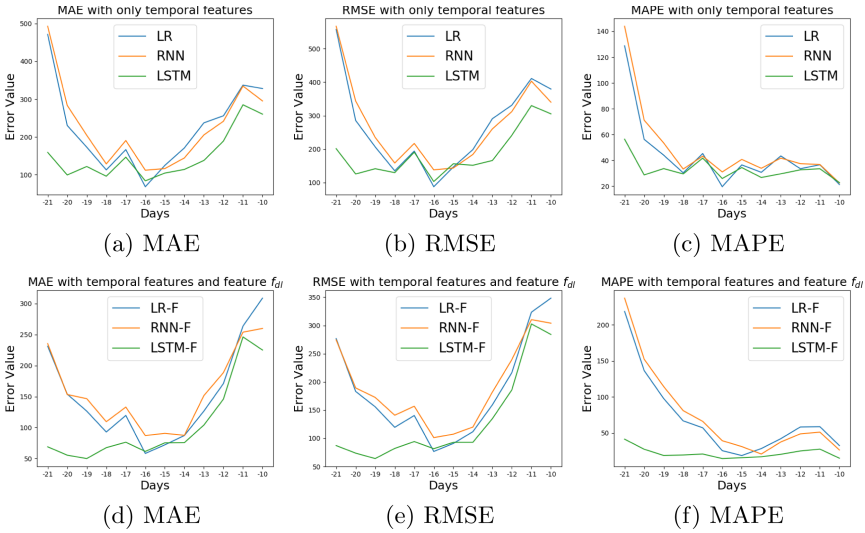 MAE with only temporal features
RMSE with only temporal features
MAPE with only temporal features
LR
RNN
LSTM
LR
RNN
LSTM
LR
RNN
LSTM
Error Value
500
400
300
200
100
Error Value
500
400
300
200
100
Error Value
140
120
100
80
60
40
20
-21 -20 -19 -18 -17 -16 -15 -14 -13 -12 -11 -10
-21 -20 -19 -18 -17 -16 -15 -14 -13 -12 -11 -10
-21 -20 -19 -18 -17 -16 -15 -14 -13 -12 -11 -10
Days
Days
Days
(a) MAE
(b) RMSE
(c) MAPE
MAE with temporal features and feature f_dl
RMSE with temporal features and feature f_dl
MAPE with temporal features and feature f_dl
LR-F
RNN-F
LSTM-F
LR-F
RNN-F
LSTM-F
LR-F
RNN-F
LSTM-F
Error Value
300
250
200
150
100
50
Error Value
350
300
250
200
150
100
50
Error Value
200
150
100
50
-21 -20 -19 -18 -17 -16 -15 -14 -13 -12 -11 -10
-21 -20 -19 -18 -17 -16 -15 -14 -13 -12 -11 -10
-21 -20 -19 -18 -17 -16 -15 -14 -13 -12 -11 -10
Days
Days
Days
(d) MAE
(e) RMSE
(f) MAPE